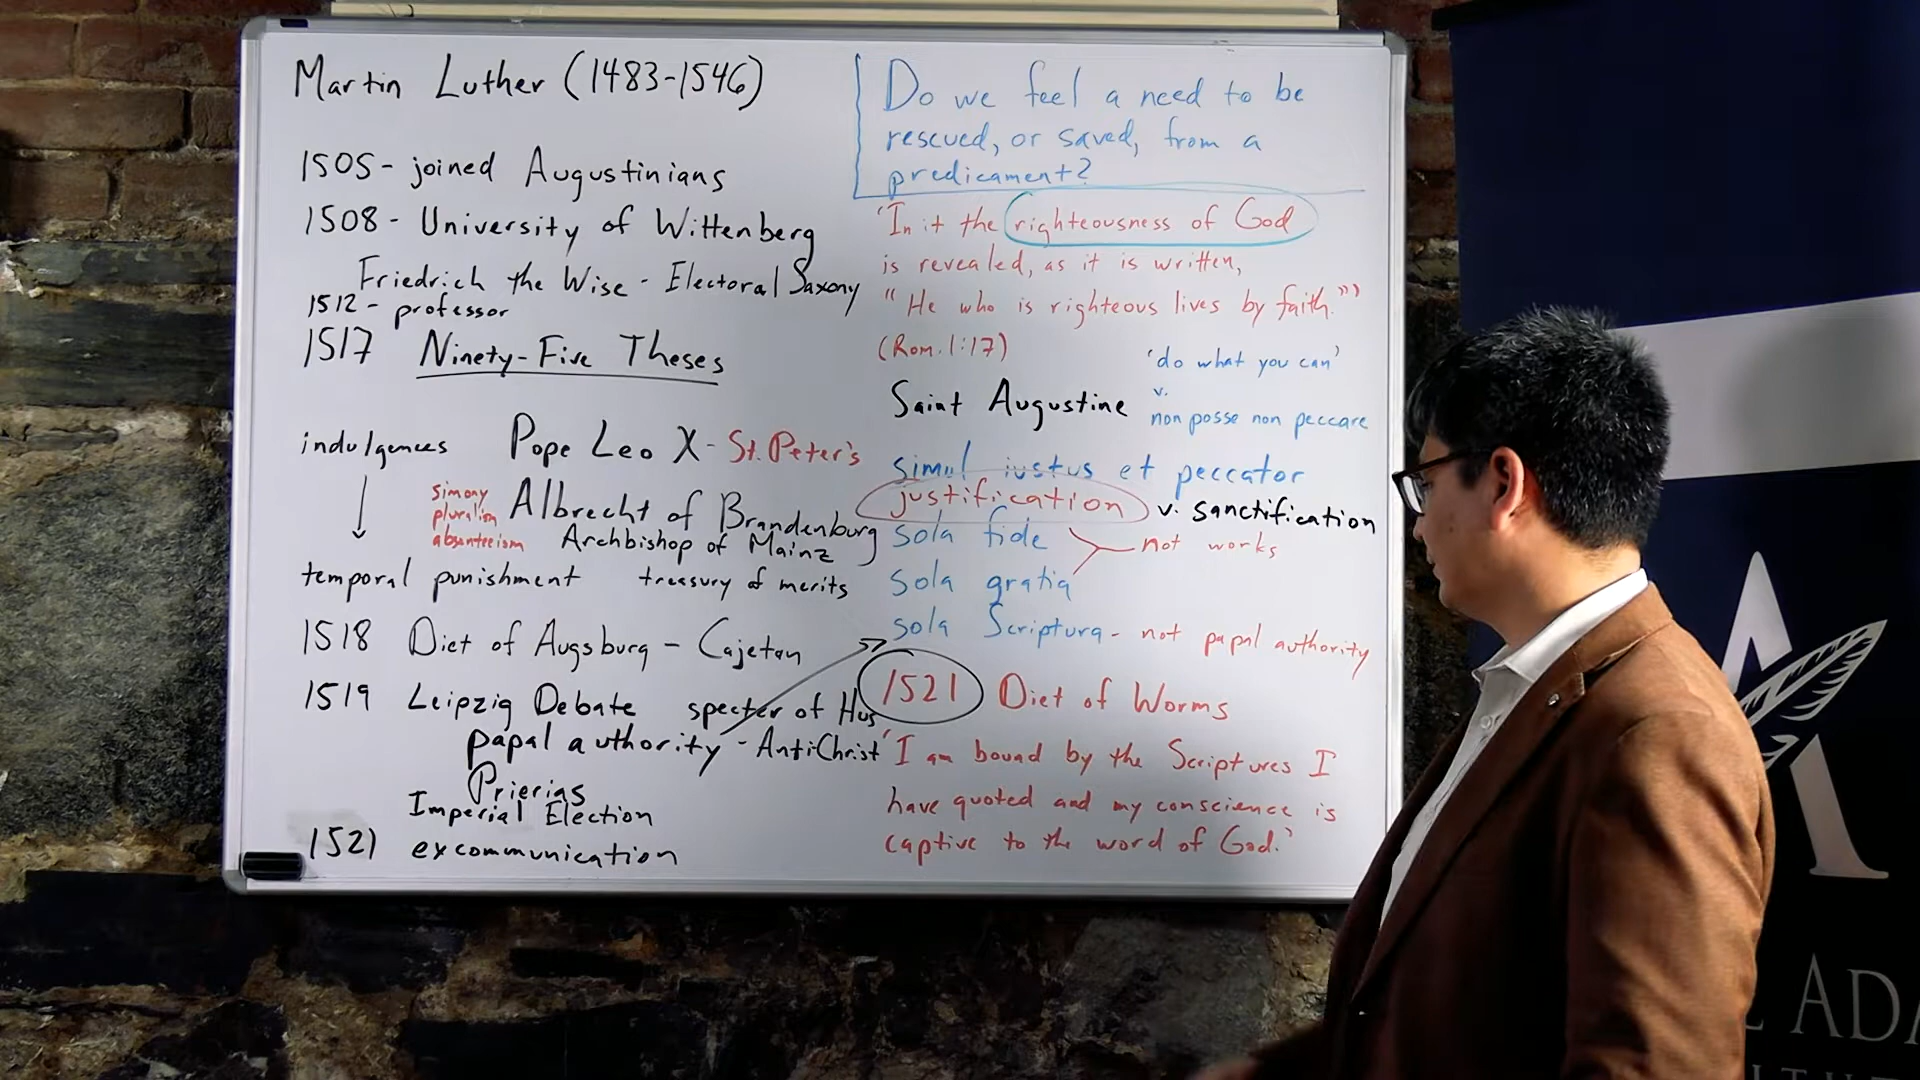 Martin Luther (1483-1546)
1505 - joined Augustinians
1508 - University of Wittenberg
Friedrich the Wise - Electoral Saxony
1512 - professor
1517 Ninety-Five Theses
indulgences Pope Leo X - St. Peter's
simony
pluralism
absenteeism
Albrecht of Brandenburg
Archbishop of Mainz
temporal punishment treasury of merits
1518 Diet of Augsburg - Cajetan
1519 Leipzig Debate specter of Hus
papal authority - AntiChrist
Prierias
Imperial Election
1521 excommunication
Do we feel a need to be
rescued, or saved, from a
predicament?
'In it the righteousness of God
is revealed, as it is written,
"He who is righteous lives by faith."'
(Rom. 1:17)
'do what you can'
v.
non posse non peccare
Saint Augustine
simul iustus et peccator
justification v. sanctification
sola fide
not works
sola gratia
sola Scriptura - not papal authority
1521 Diet of Worms
'I am bound by the Scriptures I
have quoted and my conscience is
captive to the word of God.'